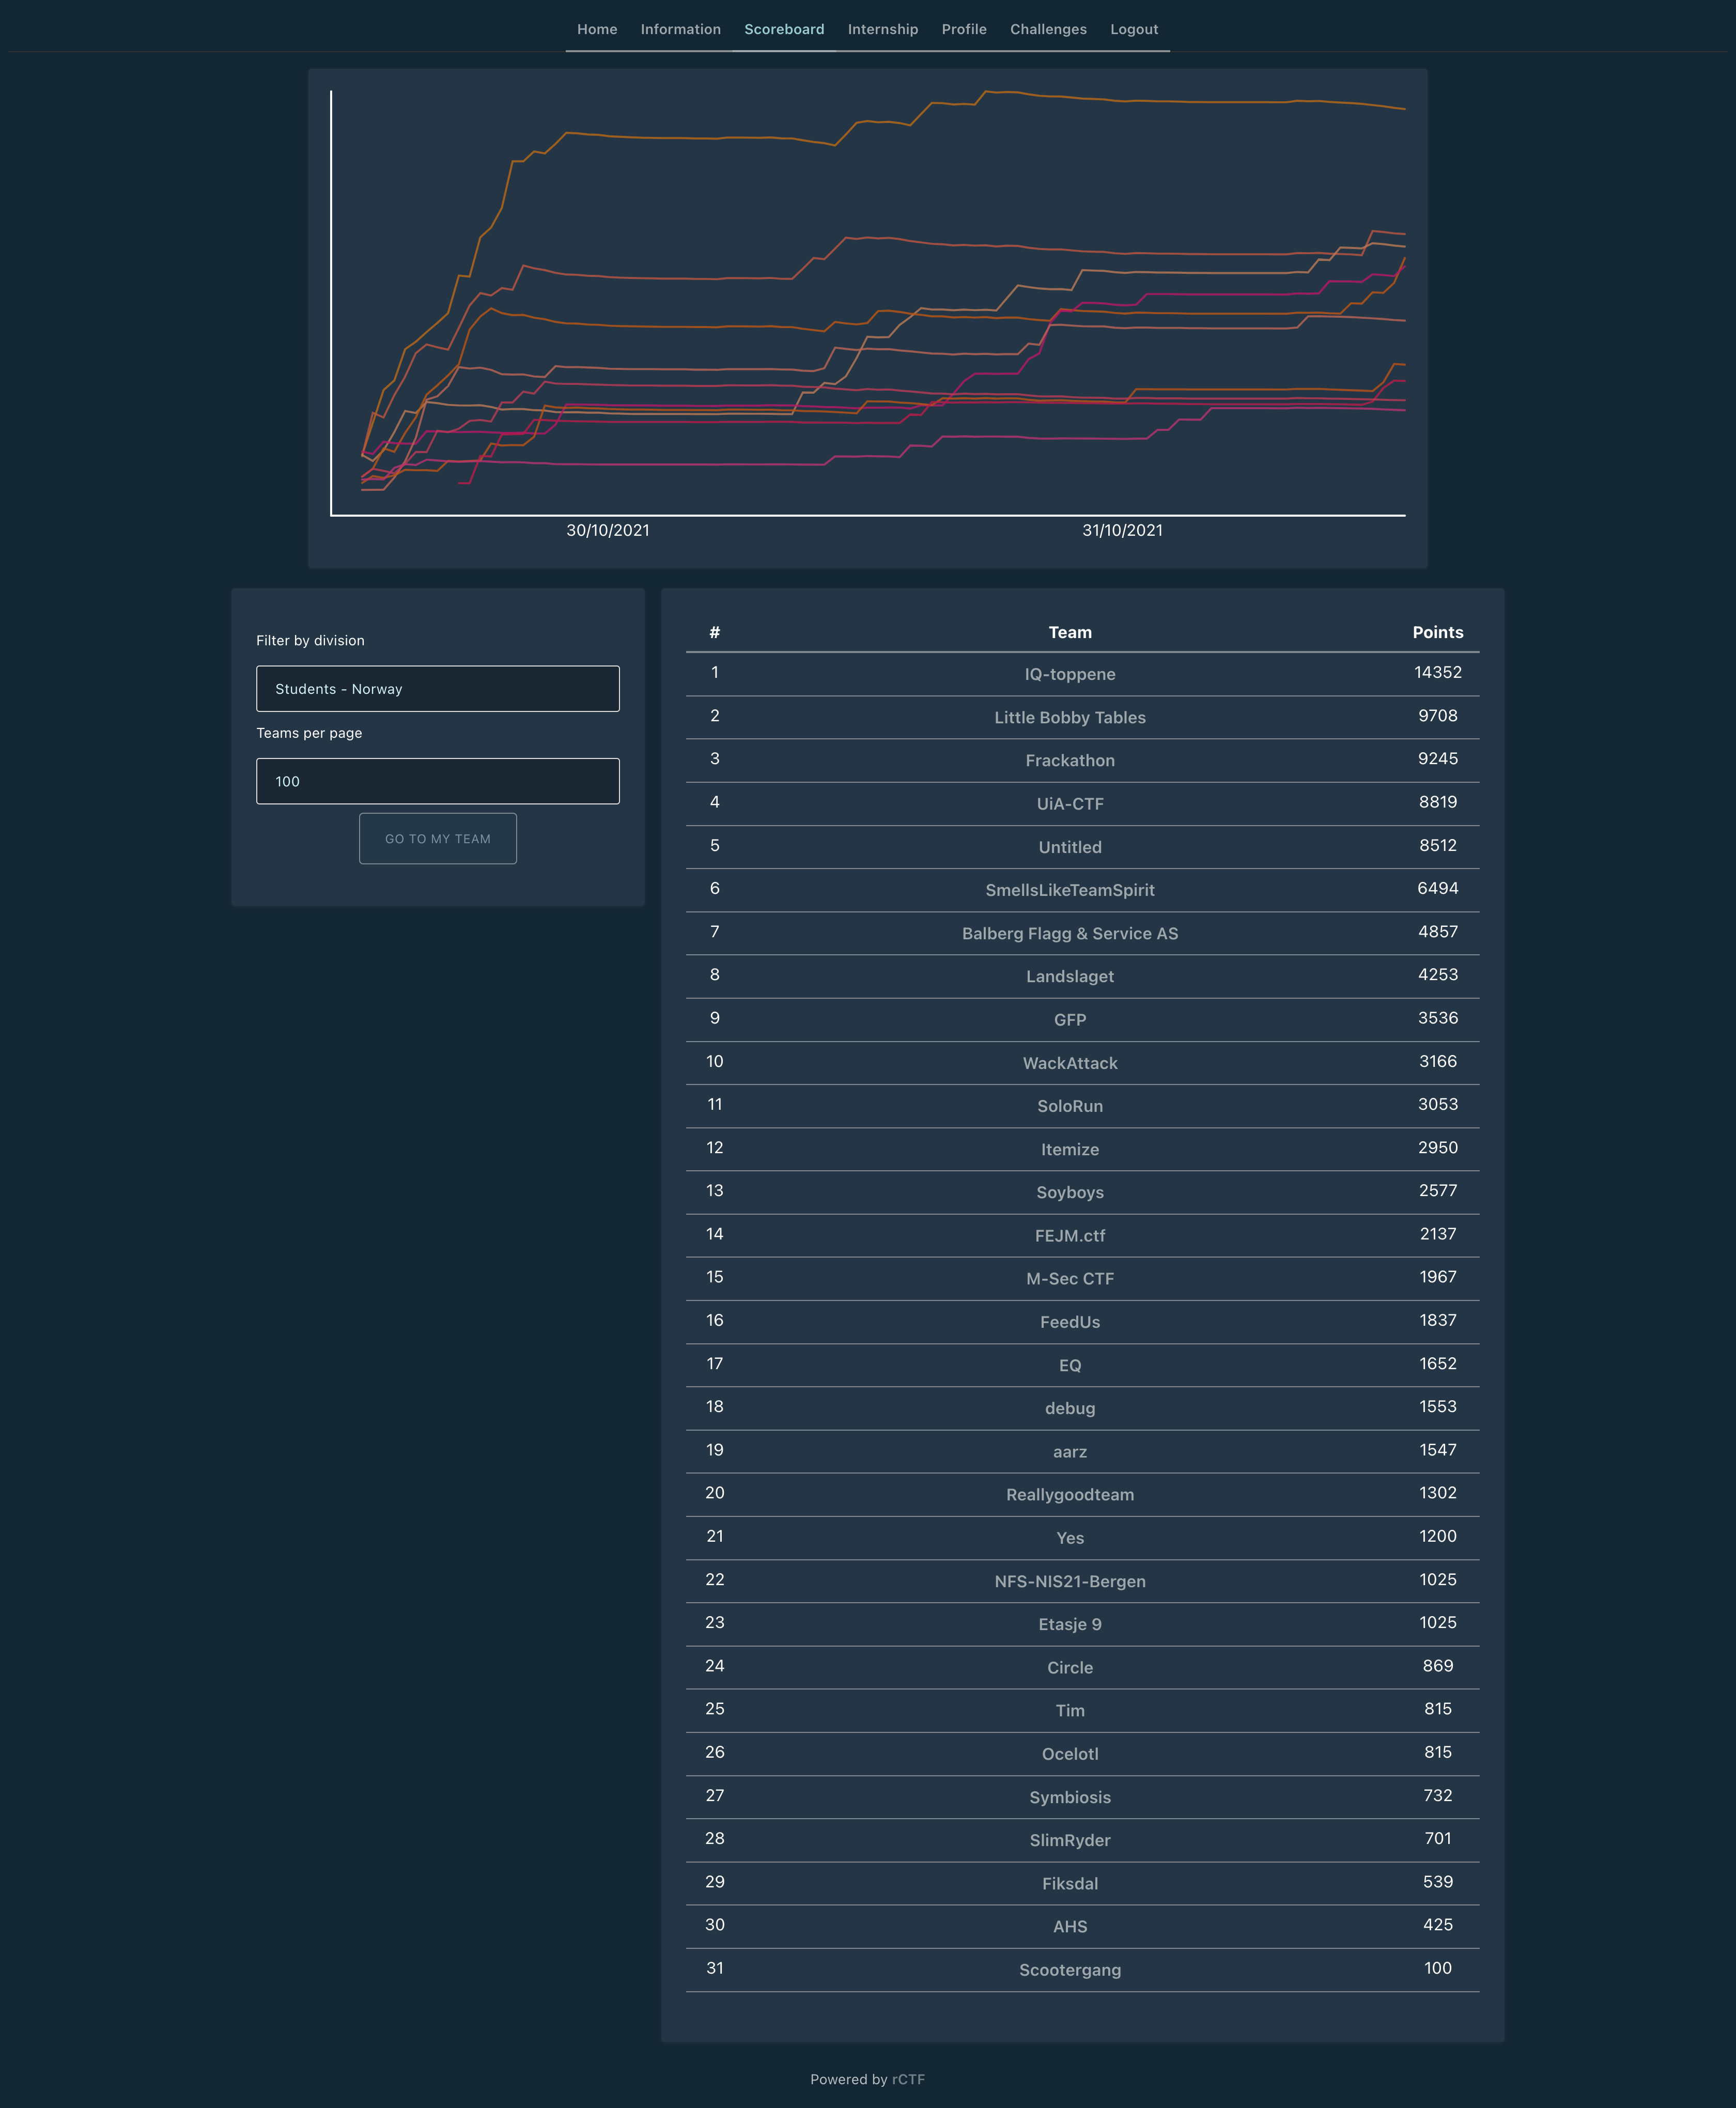 Home Information Scoreboard Internship Profile Challenges Logout
30/10/2021 31/10/2021
Filter by division
Students - Norway
Teams per page
100
GO TO MY TEAM
# Team Points
1 IQ-toppene 14352
2 Little Bobby Tables 9708
3 Frackathon 9245
4 UiA-CTF 8819
5 Untitled 8512
6 SmellsLikeTeamSpirit 6494
7 Balberg Flagg & Service AS 4857
8 Landslaget 4253
9 GFP 3536
10 WackAttack 3166
11 SoloRun 3053
12 Itemize 2950
13 Soyboys 2577
14 FEJM.ctf 2137
15 M-Sec CTF 1967
16 FeedUs 1837
17 EQ 1652
18 debug 1553
19 aarz 1547
20 Reallygoodteam 1302
21 Yes 1200
22 NFS-NIS21-Bergen 1025
23 Etasje 9 1025
24 Circle 869
25 Tim 815
26 Ocelotl 815
27 Symbiosis 732
28 SlimRyder 701
29 Fiksdal 539
30 AHS 425
31 Scootergang 100
Powered by rCTF